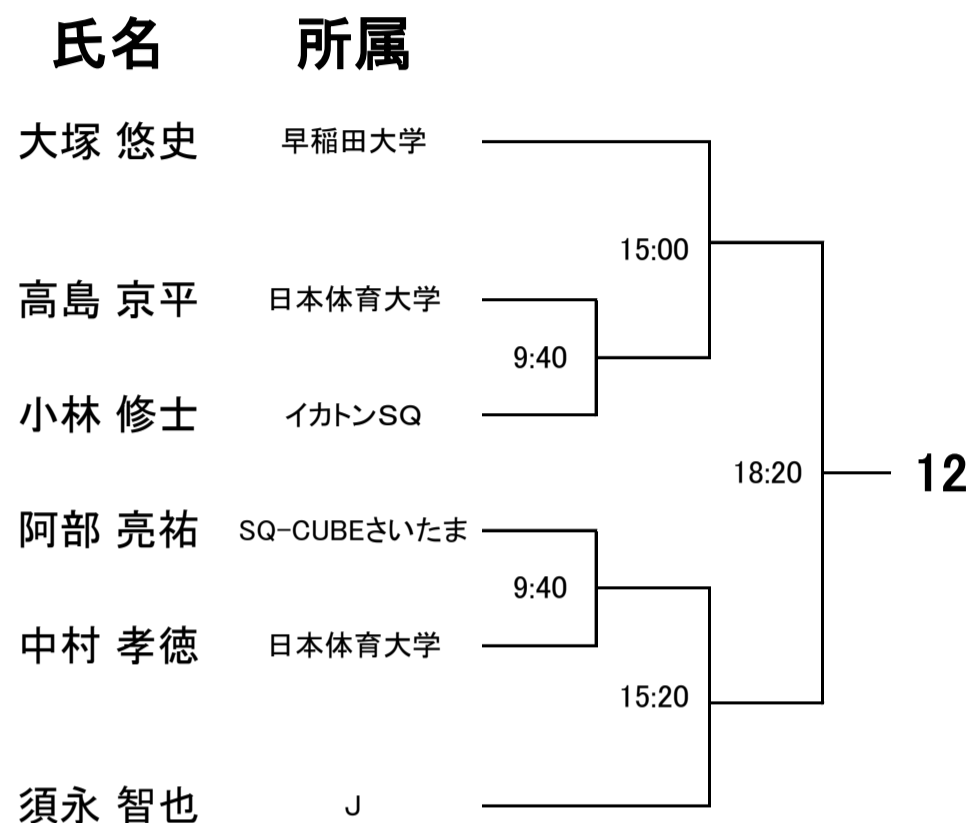 氏名 所属
大塚 悠史 早稲田大学
15:00
高島 京平 日本体育大学
9:40
小林 修士 イカトンSQ
18:20 12
阿部 亮祐 SQ-CUBEさいたま
9:40
中村 孝徳 日本体育大学
15:20
須永 智也 J